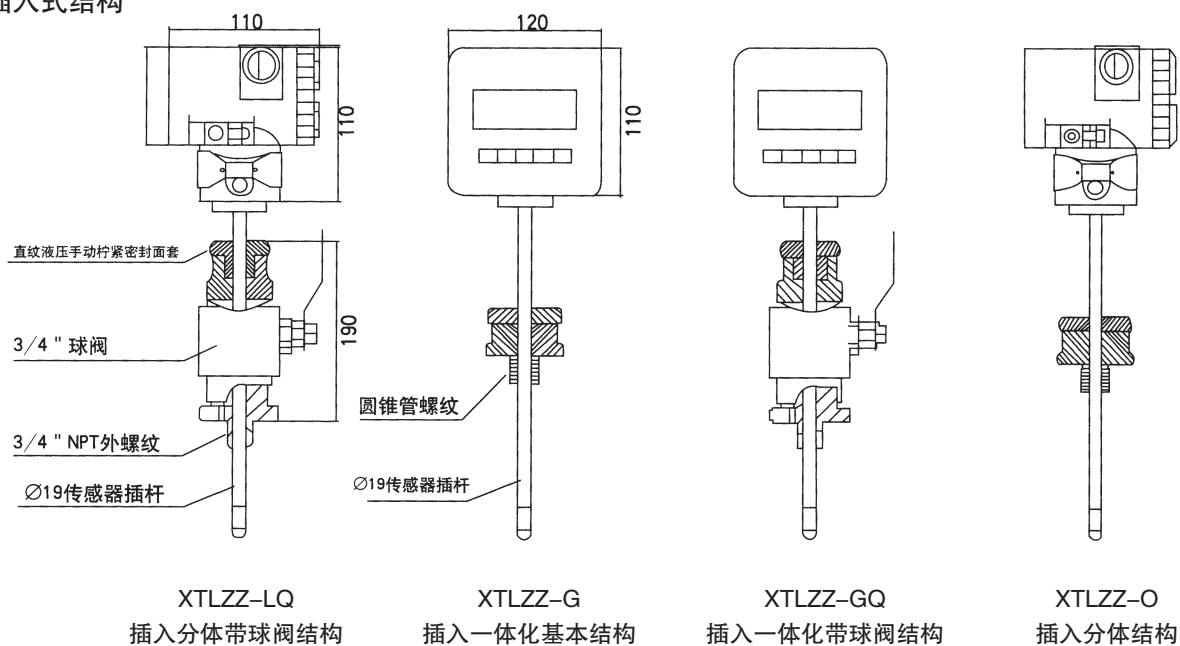 插入式结构
110
120
110
110
直纹液压手动柠紧密封面套
190
3/4 " 球阀
圆锥管螺纹
3/4 " NPT外螺纹
∅19传感器插杆
∅19传感器插杆
XTLZZ-LQ
插入分体带球阀结构
XTLZZ-G
插入一体化基本结构
XTLZZ-GQ
插入一体化带球阀结构
XTLZZ-O
插入分体结构